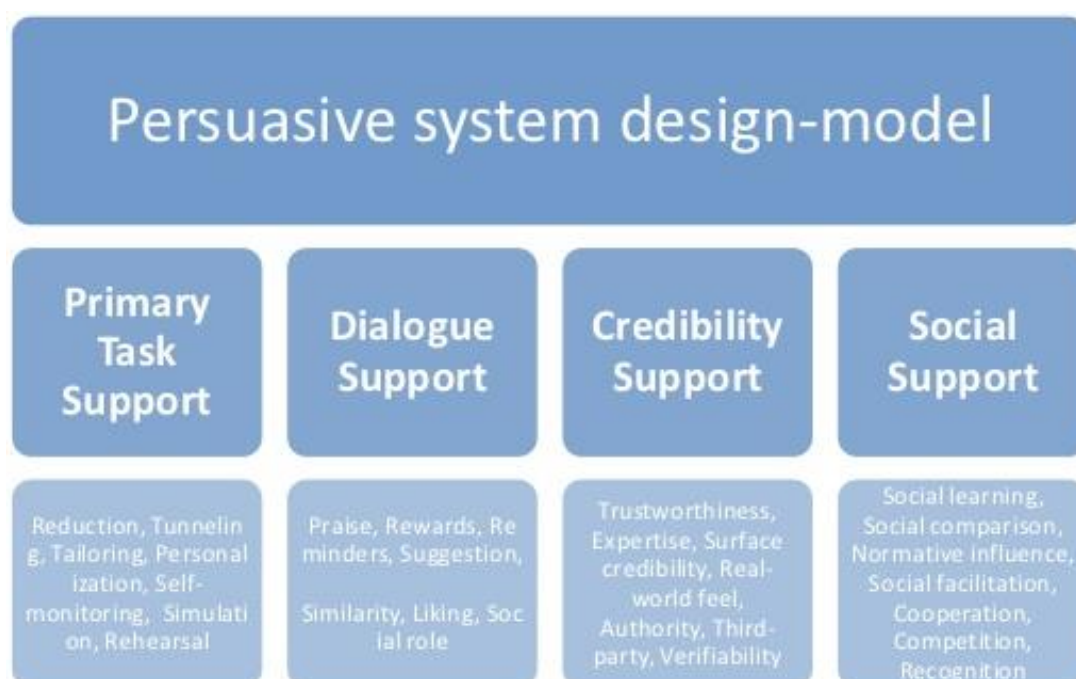 Persuasive system design-model
Primary
Task
Support
Dialogue
Support
Credibility
Support
Social
Support
Reduction, Tunnelin
g, Tailoring, Personal
ization, Self-
monitoring, Simulati
on, Rehearsal
Praise, Rewards, Re
minders, Suggestion,
Similarity, Liking, Soc
ial role
Trustworthiness,
Expertise, Surface
credibility, Real-
world feel,
Authority, Third-
party, Verifiability
Social learning,
Social comparison,
Normative influence,
Social facilitation,
Cooperation,
Competition,
Recognition